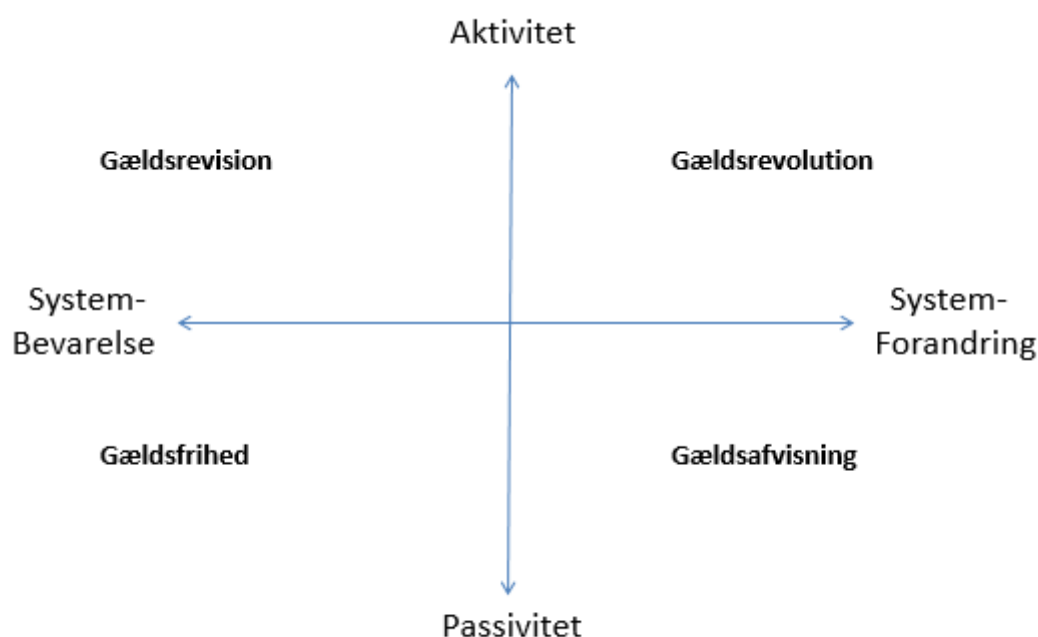 Aktivitet
Gældsrevision
Gældsrevolution
System-
Bevarelse
System-
Forandring
Gældsfrihed
Gældsafvisning
Passivitet